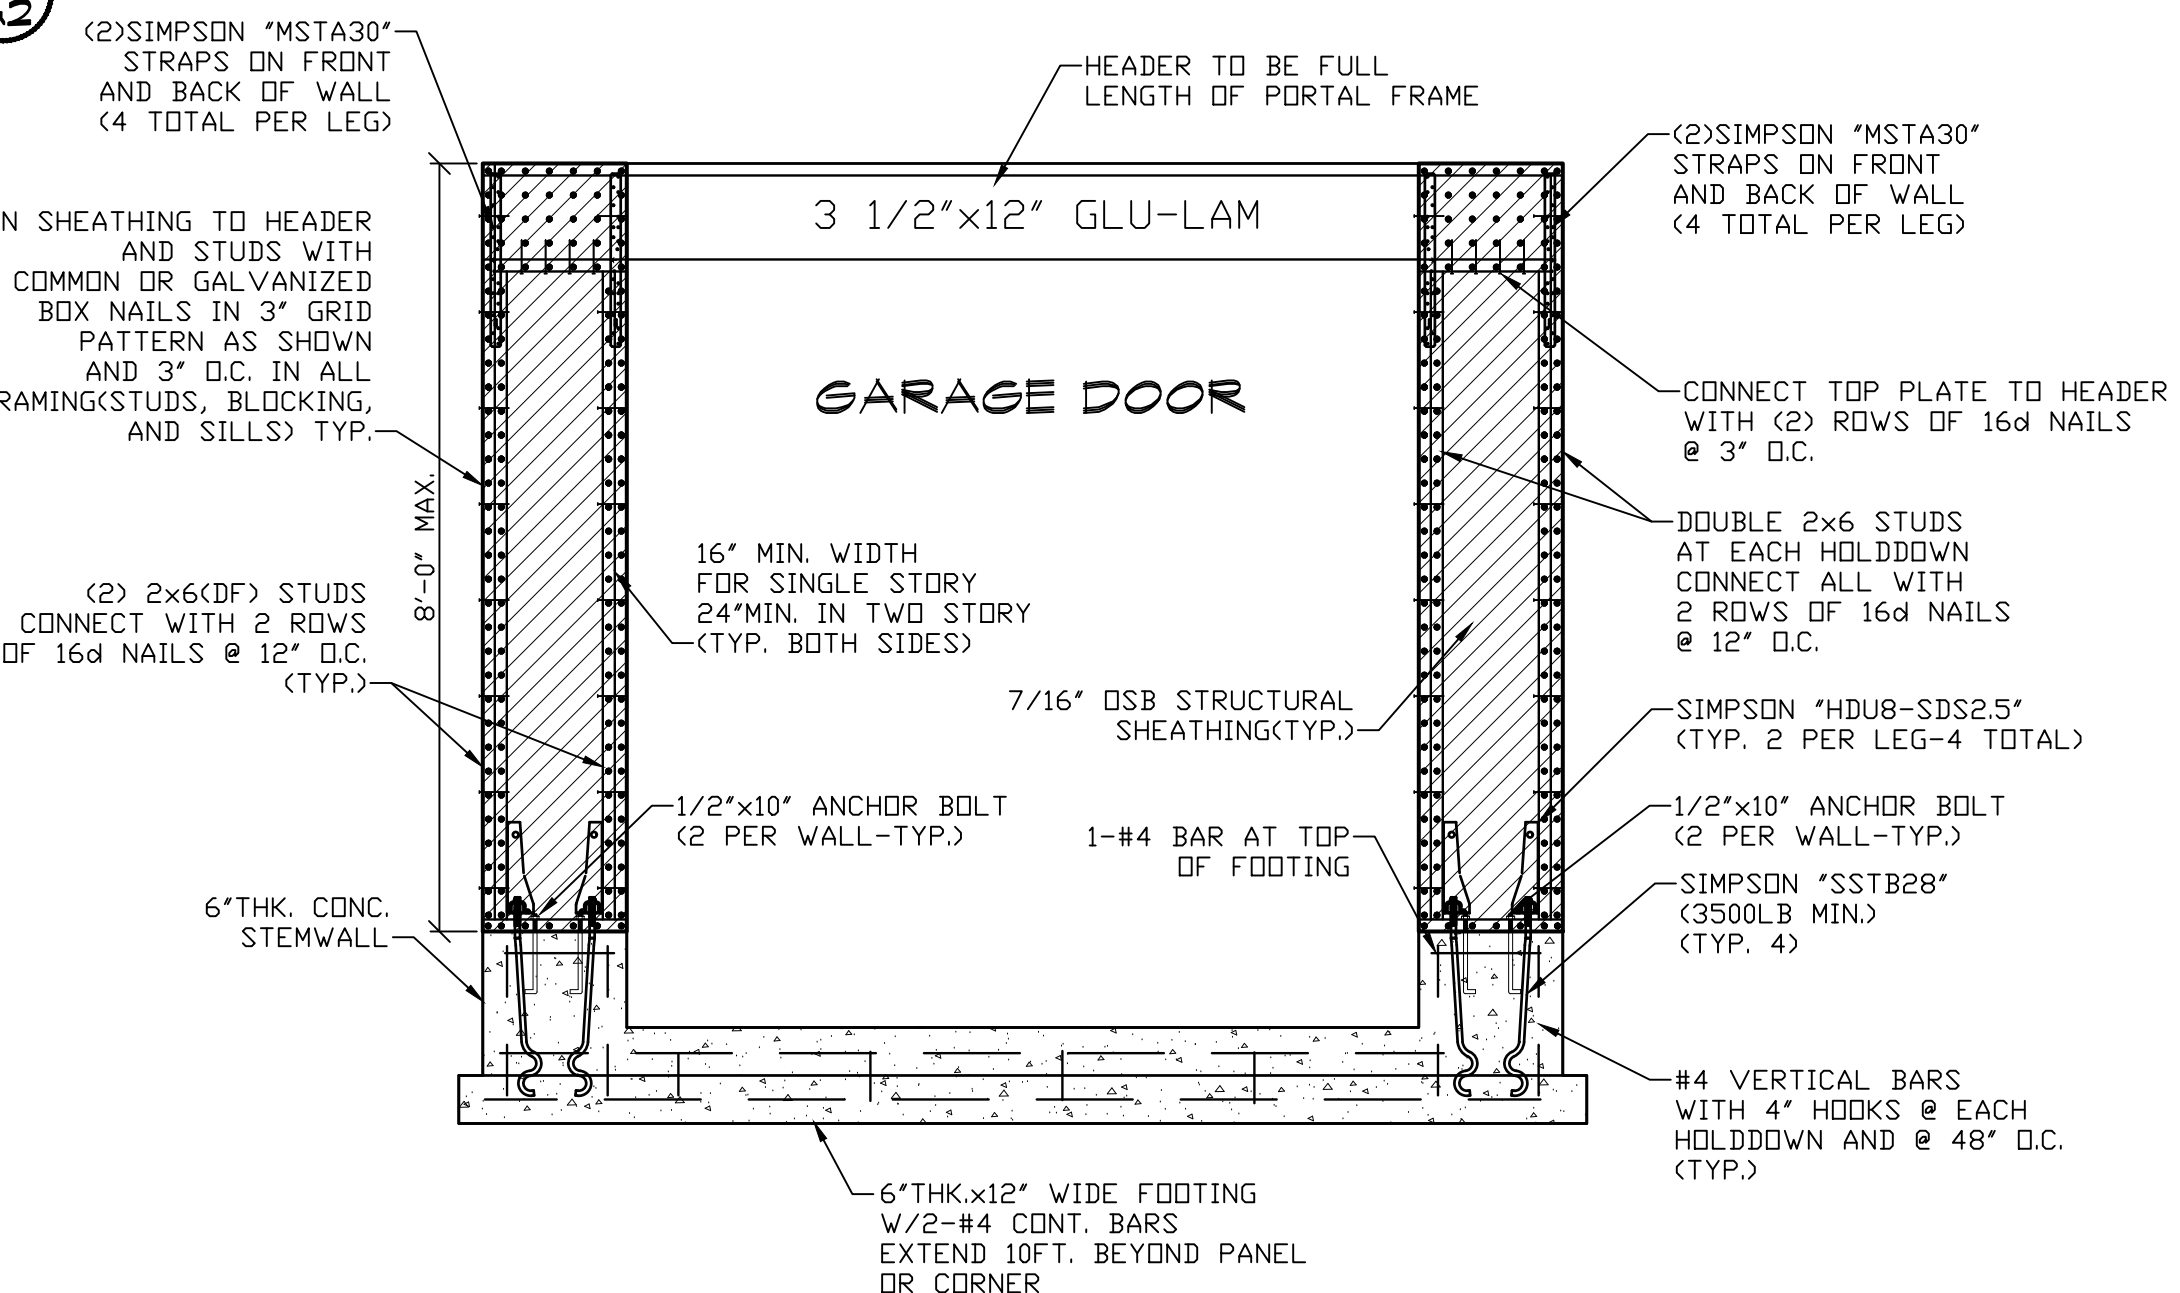 (2)SIMPSON "MSTA30"
STRAPS ON FRONT
AND BACK OF WALL
(4 TOTAL PER LEG)
HEADER TO BE FULL
LENGTH OF PORTAL FRAME
(2)SIMPSON "MSTA30"
STRAPS ON FRONT
AND BACK OF WALL
(4 TOTAL PER LEG)
3 1/2"x12" GLU-LAM
SHEATHING TO HEADER
AND STUDS WITH
COMMON OR GALVANIZED
BOX NAILS IN 3" GRID
PATTERN AS SHOWN
AND 3" O.C. IN ALL
RAMING(STUDS, BLOCKING,
AND SILLS) TYP.
GARAGE DOOR
CONNECT TOP PLATE TO HEADER
WITH (2) ROWS OF 16d NAILS
@ 3" O.C.
8'-0" MAX.
DOUBLE 2x6 STUDS
AT EACH HOLDDOWN
CONNECT ALL WITH
2 ROWS OF 16d NAILS
@ 12" O.C.
16" MIN. WIDTH
FOR SINGLE STORY
24"MIN. IN TWO STORY
(TYP. BOTH SIDES)
(2) 2x6(DF) STUDS
CONNECT WITH 2 ROWS
OF 16d NAILS @ 12" O.C.
(TYP.)
7/16" OSB STRUCTURAL
SHEATHING(TYP.)
SIMPSON "HDU8-SDS2.5"
(TYP. 2 PER LEG-4 TOTAL)
1/2"x10" ANCHOR BOLT
(2 PER WALL-TYP.)
1-#4 BAR AT TOP
OF FOOTING
1/2"x10" ANCHOR BOLT
(2 PER WALL-TYP.)
6"THK. CONC.
STEMWALL
SIMPSON "SSTB28"
(3500LB MIN.)
(TYP. 4)
#4 VERTICAL BARS
WITH 4" HOOKS @ EACH
HOLDDOWN AND @ 48" O.C.
(TYP.)
6"THK.x12" WIDE FOOTING
W/2-#4 CONT. BARS
EXTEND 10FT. BEYOND PANEL
OR CORNER